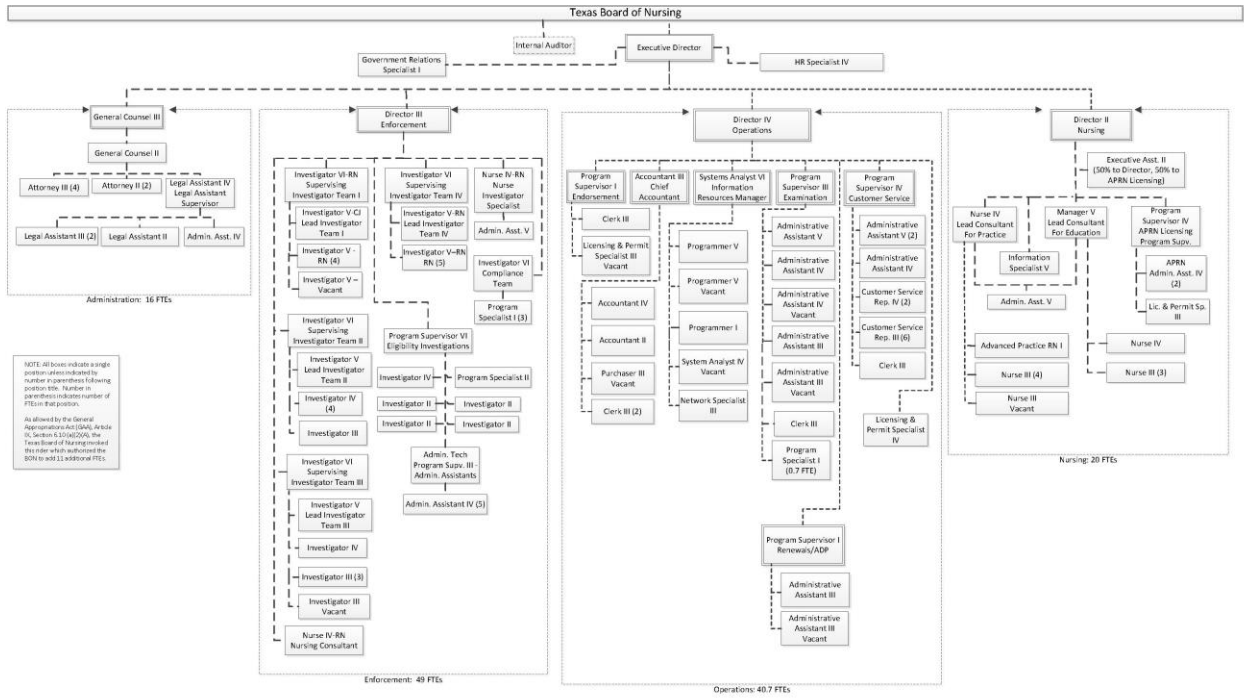 Texas Board of Nursing
Internal Auditor
Executive Director
Government Relations
Specialist I
HR Specialist IV
General Counsel III
General Counsel II
Attorney III (4)
Attorney II (2)
Legal Assistant IV
Legal Assistant
Supervisor
Legal Assistant III (2)
Legal Assistant II
Admin. Asst. IV
Administration: 16 FTEs
NOTE: All boxes indicate a single
position unless indicated by
number in parenthesis following
position title. Number in
parenthesis indicates number of
FTEs in that position.
As allowed by the General
Appropriations Act (GAA), Article
IX, Section 6.10(a)(2)(A), the
Texas Board of Nursing invoked
this rider which authorized the
BON to add 11 additional FTEs.
Director III
Enforcement
Investigator VI-RN
Supervising
Investigator Team I
Investigator V-CJ
Lead Investigator
Team I
Investigator V -
RN (4)
Investigator V –
Vacant
Investigator VI
Supervising
Investigator Team II
Investigator V
Lead Investigator
Team II
Investigator IV
(4)
Investigator III
Investigator VI
Supervising
Investigator Team III
Investigator V
Lead Investigator
Team III
Investigator IV
Investigator III (3)
Investigator III
Vacant
Nurse IV-RN
Nursing Consultant
Investigator VI
Supervising
Investigator Team IV
Investigator V-RN
Lead Investigator
Team IV
Investigator V–RN
RN (5)
Nurse IV-RN
Nurse
Investigator
Specialist
Admin. Asst. V
Investigator VI
Compliance
Team
Program
Specialist I (3)
Program Supervisor VI
Eligibility Investigations
Investigator IV
Program Specialist II
Investigator II
Investigator II
Investigator II
Investigator II
Admin. Tech
Program Supv. III -
Admin. Assistants
Admin. Assistant IV (5)
Enforcement: 49 FTEs
Director IV
Operations
Program
Supervisor I
Endorsement
Clerk III
Licensing & Permit
Specialist III
Vacant
Accountant III
Chief
Accountant
Accountant IV
Accountant II
Purchaser III
Vacant
Clerk III (2)
Systems Analyst VI
Information
Resources Manager
Programmer V
Programmer V
Vacant
Programmer I
System Analyst IV
Vacant
Network Specialist
III
Program
Supervisor III
Examination
Administrative
Assistant V
Administrative
Assistant IV
Administrative
Assistant IV
Vacant
Administrative
Assistant III
Administrative
Assistant III
Vacant
Clerk III
Program
Specialist I
(0.7 FTE)
Program
Supervisor IV
Customer Service
Administrative
Assistant V (2)
Administrative
Assistant IV
Customer Service
Rep. IV (2)
Customer Service
Rep. III (6)
Clerk III
Licensing &
Permit Specialist
IV
Program Supervisor I
Renewals/ADP
Administrative
Assistant III
Administrative
Assistant III
Vacant
Operations: 40.7 FTEs
Director II
Nursing
Executive Asst. II
(50% to Director, 50% to
APRN Licensing)
Nurse IV
Lead Consultant
For Practice
Manager V
Lead Consultant
For Education
Program
Supervisor IV
APRN Licensing
Program Supv.
Information
Specialist V
Admin. Asst. V
APRN
Admin. Asst. IV
(2)
Lic. & Permit Sp.
III
Advanced Practice RN I
Nurse III (4)
Nurse III
Vacant
Nurse IV
Nurse III (3)
Nursing: 20 FTEs